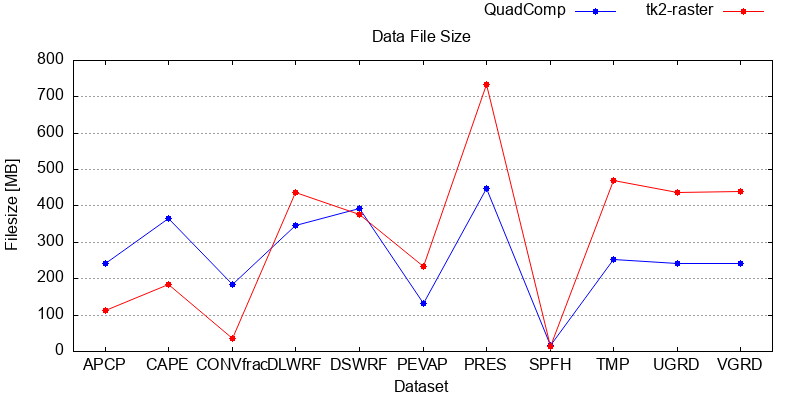 QuadComp tk2-raster
Data File Size
800
700
600
500
400
300
200
100
0
Filesize [MB]
APCP CAPE CONVfrac DLWRF DSWRF PEVAP PRES SPFH TMP UGRD VGRD
Dataset